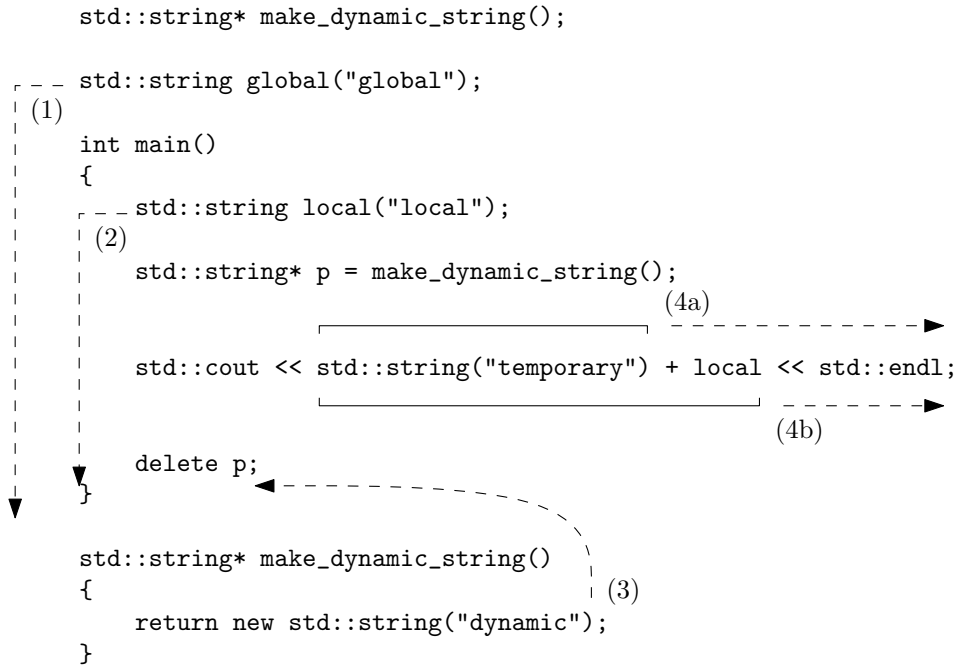 std::string* make_dynamic_string();
std::string global("global");
(1)
int main()
{
std::string local("local");
(2)
std::string* p = make_dynamic_string();
(4a)
std::cout << std::string("temporary") + local << std::endl;
(4b)
delete p;
}
std::string* make_dynamic_string()
{
(3)
return new std::string("dynamic");
}